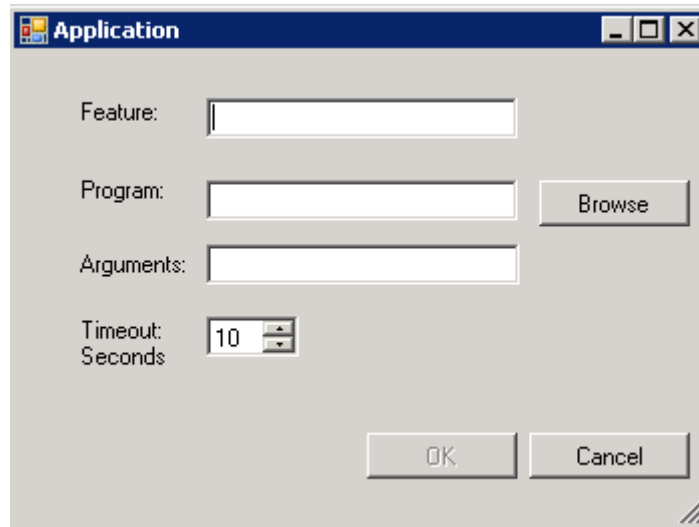 Application
Feature:
Program:
Browse
Arguments:
Timeout:
Seconds
10
OK
Cancel